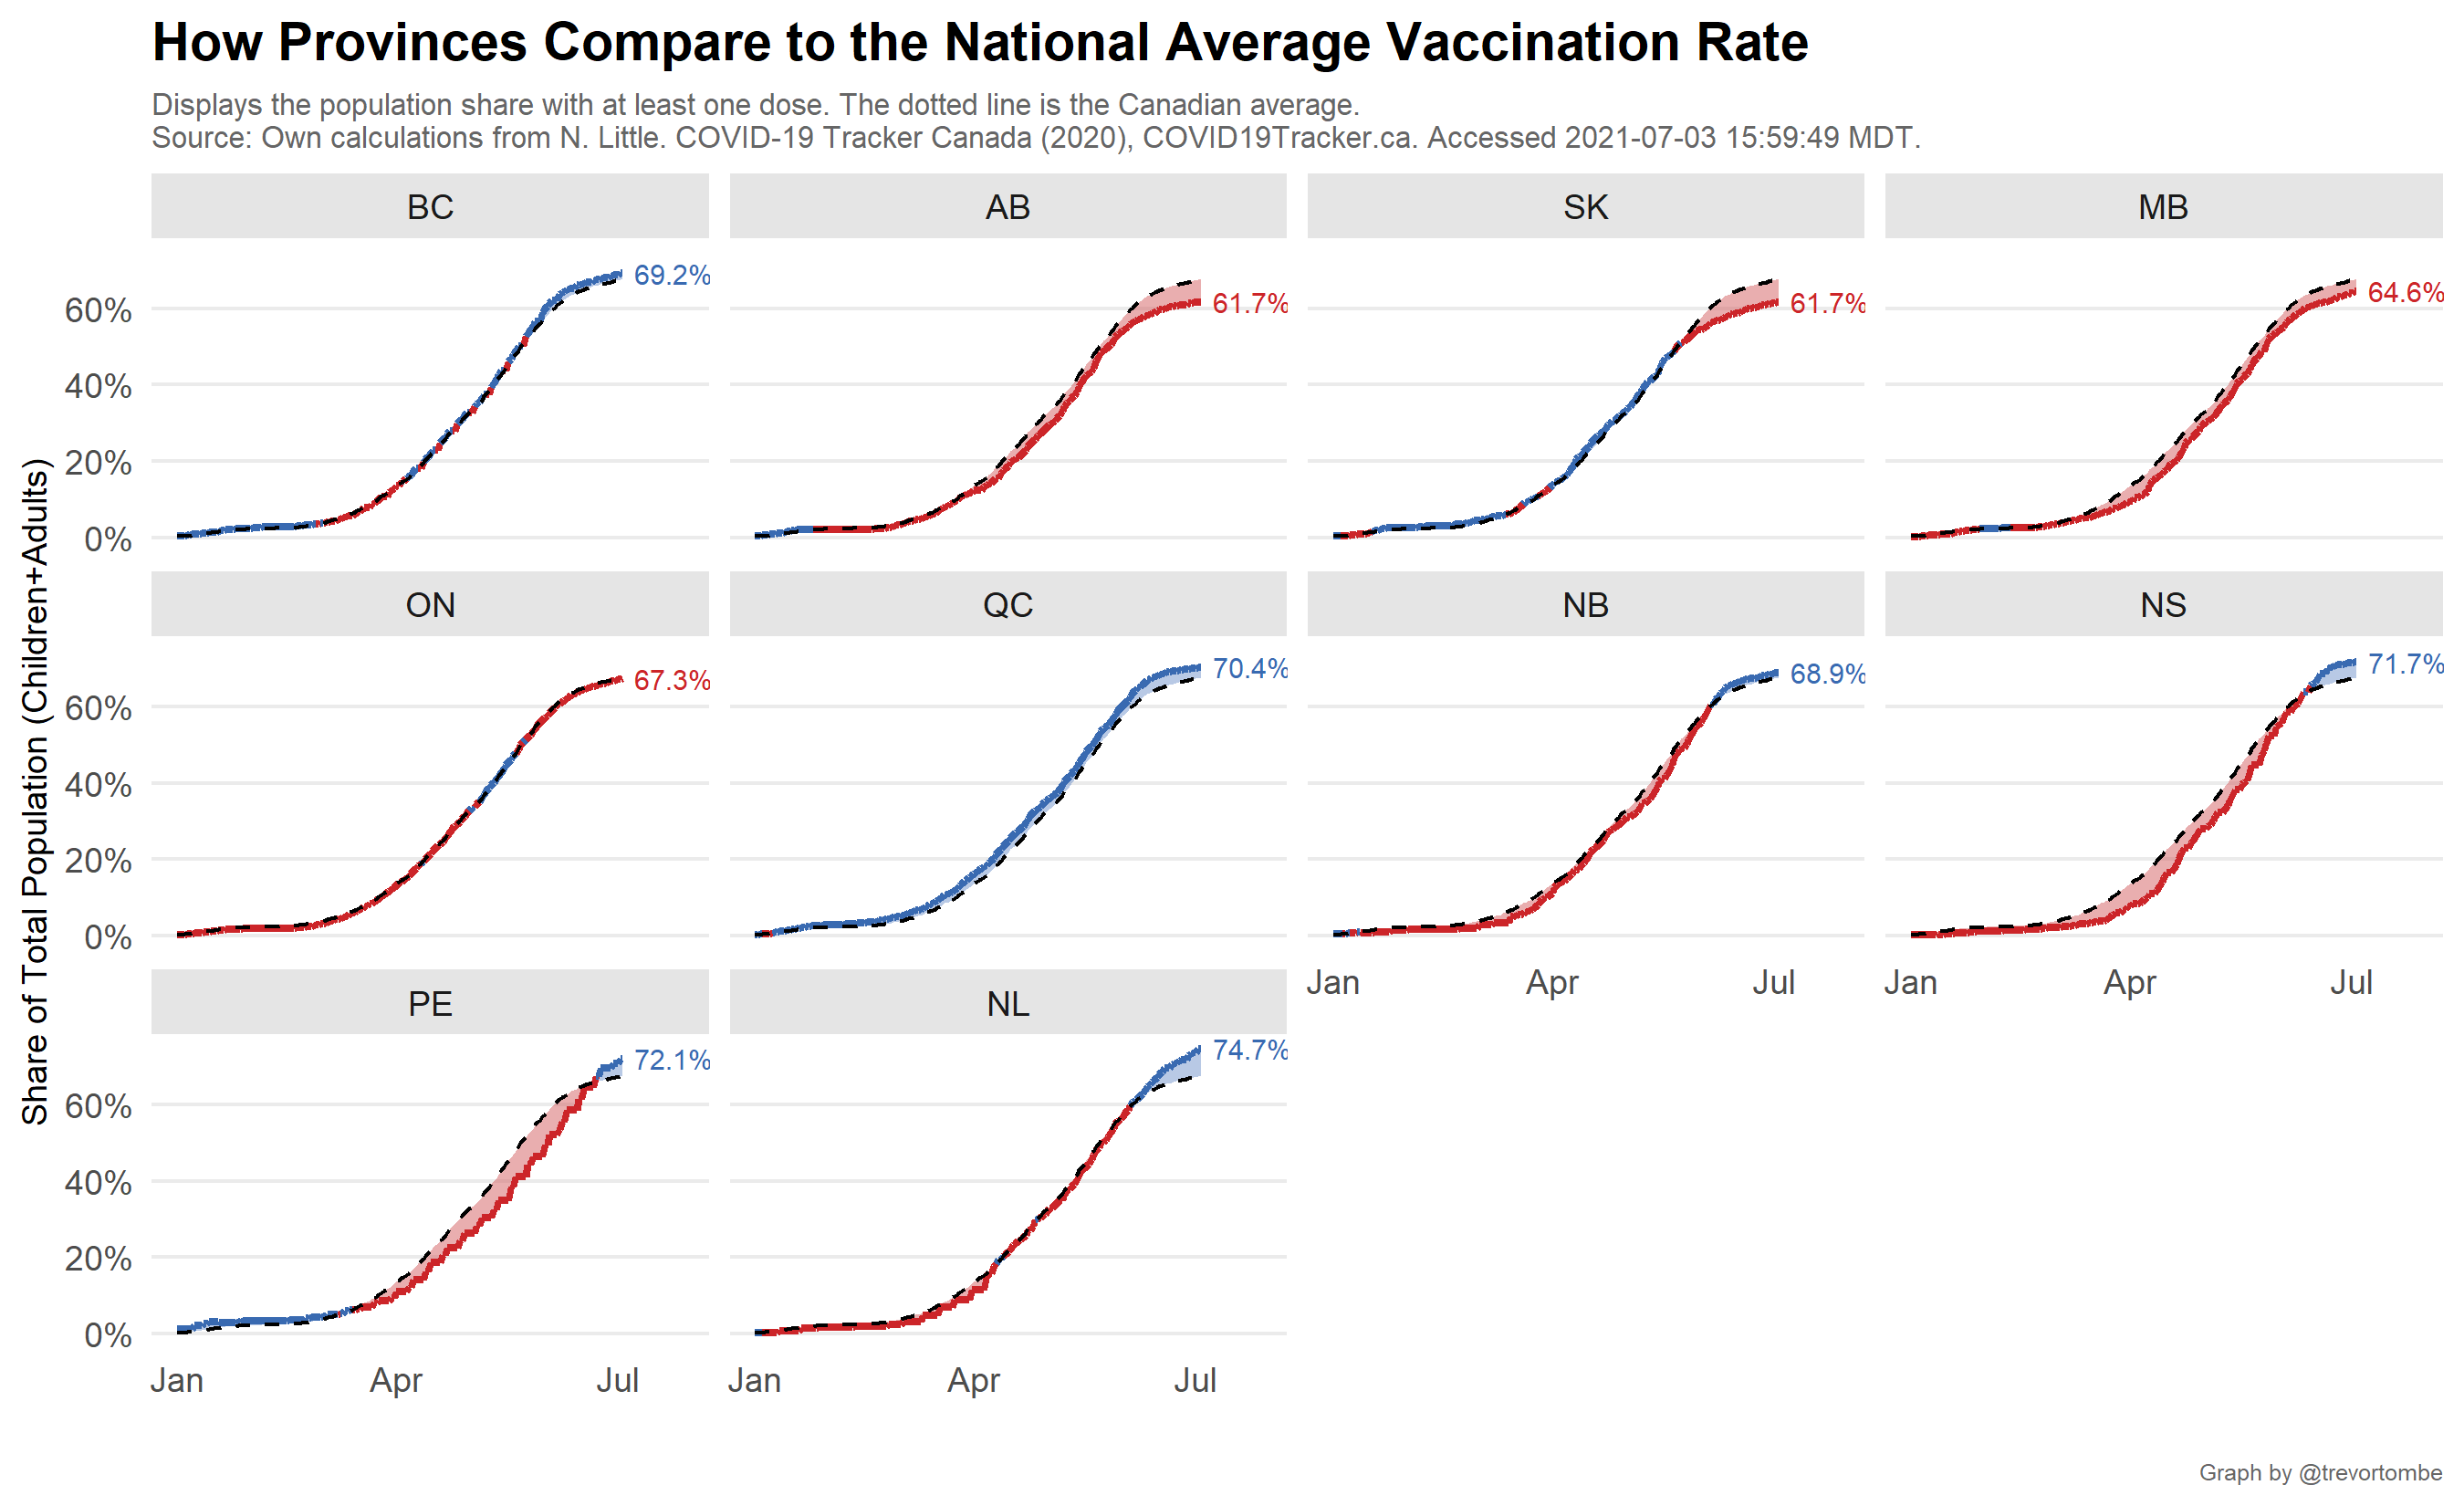 How Provinces Compare to the National Average Vaccination Rate
Displays the population share with at least one dose. The dotted line is the Canadian average.
Source: Own calculations from N. Little. COVID-19 Tracker Canada (2020), COVID19Tracker.ca. Accessed 2021-07-03 15:59:49 MDT.
Share of Total Population (Children+Adults)
BC
AB
SK
MB
69.2%
61.7%
61.7%
64.6%
60%
40%
20%
0%
ON
QC
NB
NS
67.3%
70.4%
68.9%
71.7%
60%
40%
20%
0%
Jan Apr Jul
Jan Apr Jul
PE
NL
72.1%
74.7%
60%
40%
20%
0%
Jan Apr Jul
Jan Apr Jul
Graph by @trevortombe